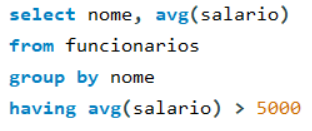 select nome, avg(salario)
from funcionarios
group by nome
having avg(salario) > 5000